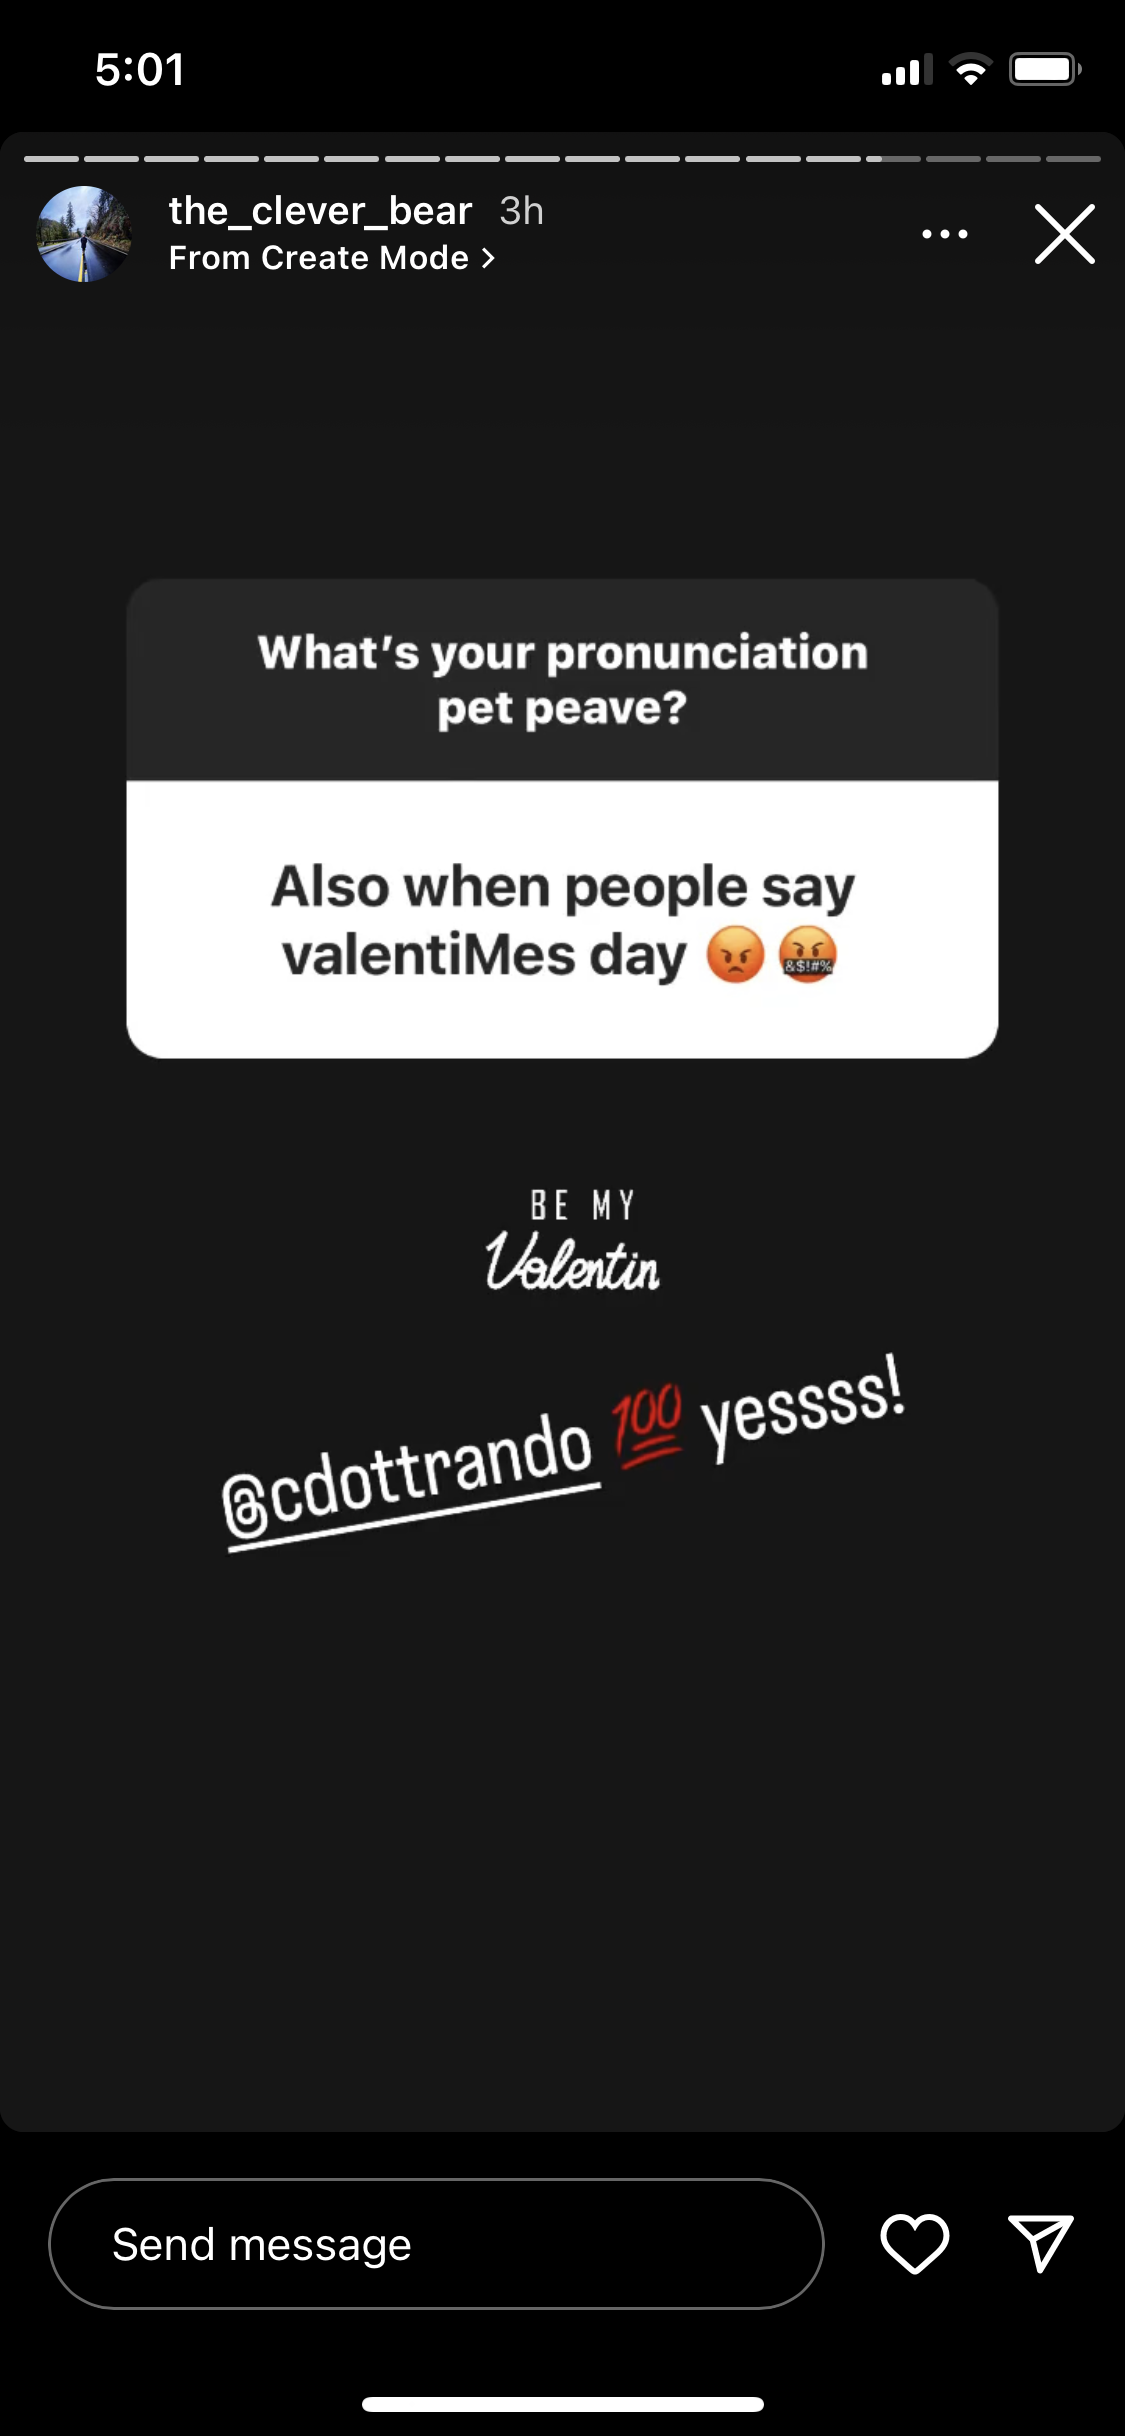 5:01
the_clever_bear 3h
From Create Mode >
What's your pronunciation
pet peave?
Also when people say
valentiMes day 😡 🤬
BE MY
Valentin
@cdottrando 💯 yessss!
Send message